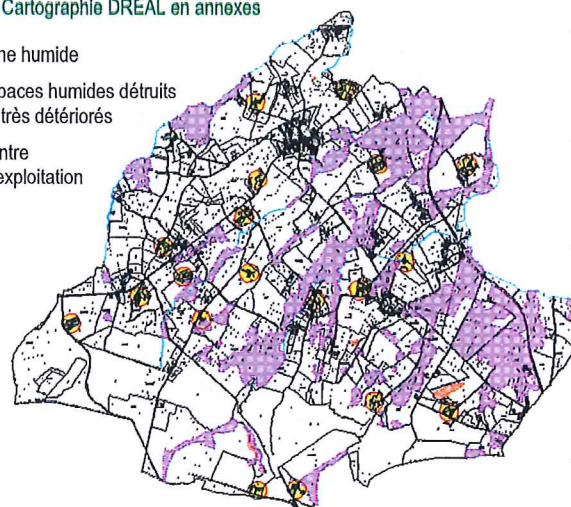 Cartographie DREAL en annexes
ne humide
paces humides détruits
très détériorés
ntre
exploitation